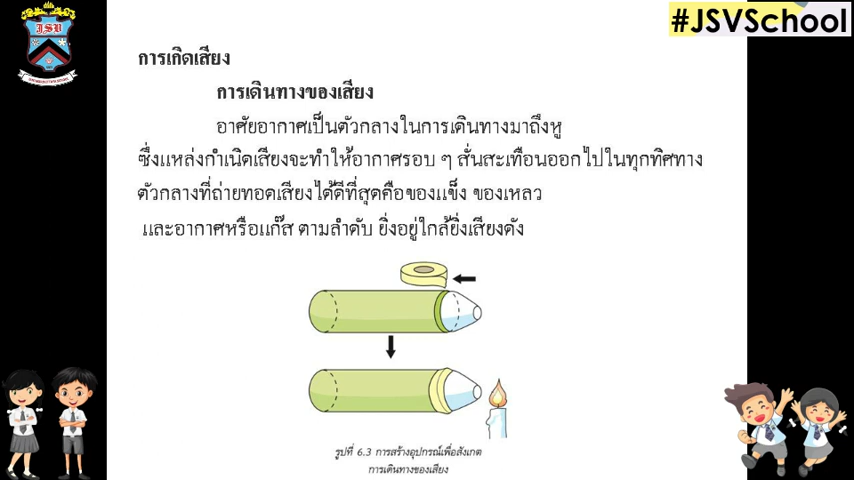 JSV
#JSVSchool
การเกิดเสียง
การเดินทางของเสียง
อาศัยอากาศเป็นตัวกลางในการเดินทางมาถึงหู
ซึ่งแหล่งกำเนิดเสียงจะทำให้อากาศรอบ ๆ สั่นสะเทือนออกไปในทุกทิศทาง
ตัวกลางที่ถ่ายทอดเสียงได้ดีที่สุดคือของแข็ง ของเหลว
และอากาศหรือแก๊ส ตามลำดับ ยิ่งอยู่ใกล้ยิ่งเสียงดัง
รูปที่ 6.3 การสร้างอุปกรณ์เพื่อสังเกต
การเดินทางของเสียง